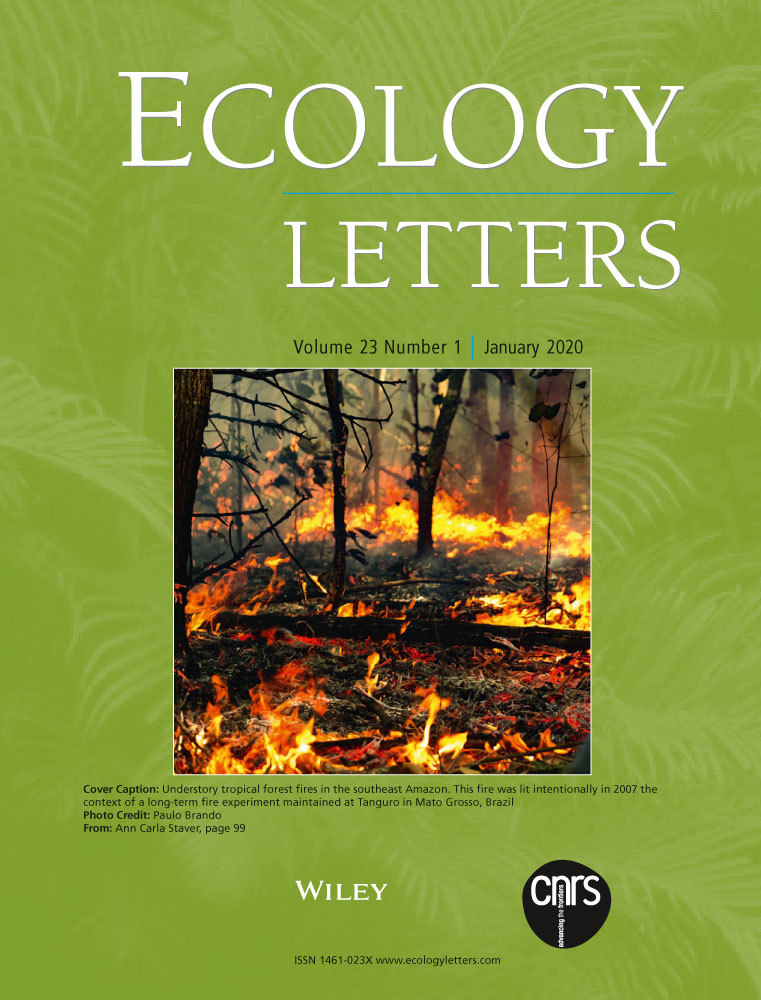 ECOLOGY
LETTERS
Volume 23 Number 1 | January 2020
Cover Caption: Understory tropical forest fires in the southeast Amazon. This fire was lit intentionally in 2007 the
context of a long-term fire experiment maintained at Tanguro in Mato Grosso, Brazil
Photo Credit: Paulo Brando
From: Ann Carla Staver, page 99
WILEY
cnrs
advancing the frontiers
ISSN 1461-023X www.ecologyletters.com